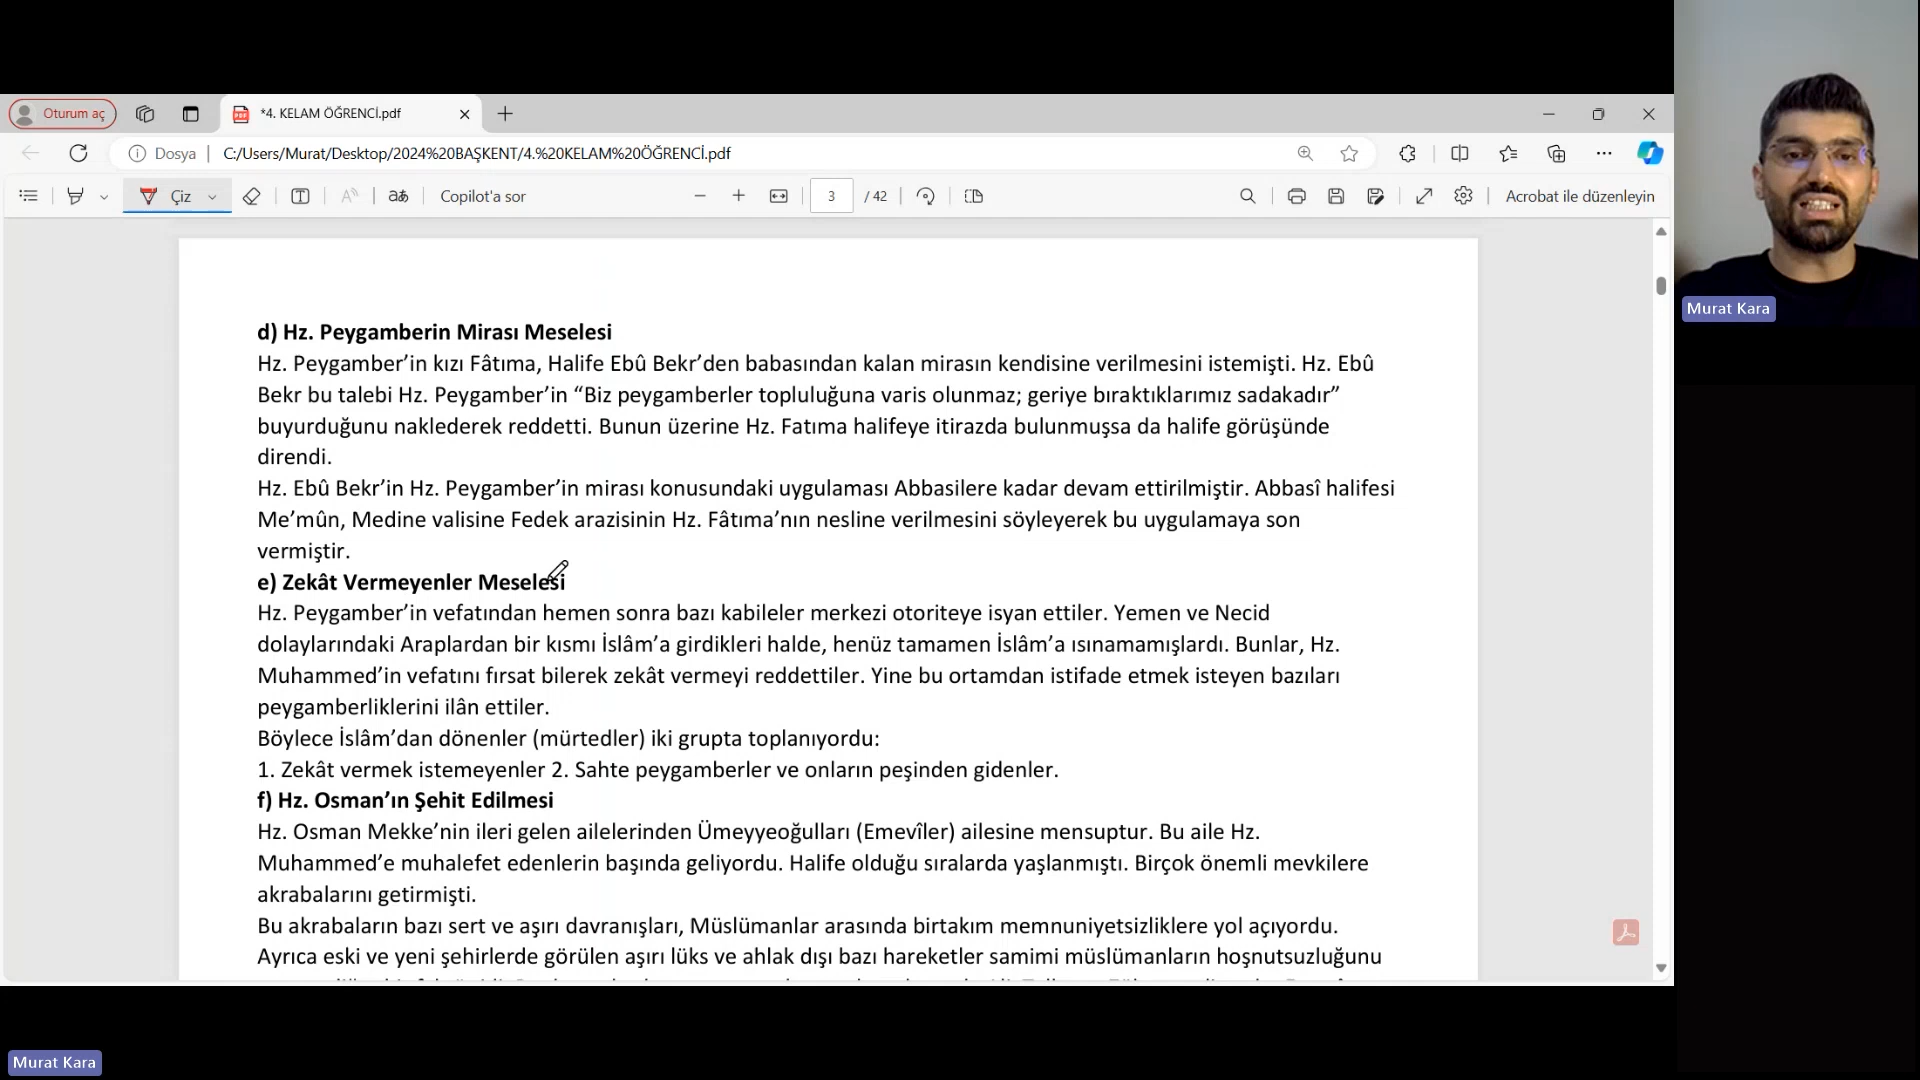 Oturum aç
*4. KELAM ÖĞRENCİ.pdf
Dosya
C:/Users/Murat/Desktop/2024%20BAŞKENT/4.%20KELAM%20ÖĞRENCİ.pdf
Çiz
aあ
Copilot'a sor
3 / 42
Acrobat ile düzenleyin
d) Hz. Peygamberin Mirası Meselesi
Hz. Peygamber’in kızı Fâtıma, Halife Ebû Bekr’den babasından kalan mirasın kendisine verilmesini istemişti. Hz. Ebû
Bekr bu talebi Hz. Peygamber’in “Biz peygamberler topluluğuna varis olunmaz; geriye bıraktıklarımız sadakadır”
buyurduğunu naklederek reddetti. Bunun üzerine Hz. Fatıma halifeye itirazda bulunmuşsa da halife görüşünde
direndi.
Hz. Ebû Bekr’in Hz. Peygamber’in mirası konusundaki uygulaması Abbasilere kadar devam ettirilmiştir. Abbasî halifesi
Me’mûn, Medine valisine Fedek arazisinin Hz. Fâtıma’nın nesline verilmesini söyleyerek bu uygulamaya son
vermiştir.
e) Zekât Vermeyenler Meselesi
Hz. Peygamber’in vefatından hemen sonra bazı kabileler merkezi otoriteye isyan ettiler. Yemen ve Necid
dolaylarındaki Araplardan bir kısmı İslâm’a girdikleri halde, henüz tamamen İslâm’a ısınamamışlardı. Bunlar, Hz.
Muhammed’in vefatını fırsat bilerek zekât vermeyi reddettiler. Yine bu ortamdan istifade etmek isteyen bazıları
peygamberliklerini ilân ettiler.
Böylece İslâm’dan dönenler (mürtedler) iki grupta toplanıyordu:
1. Zekât vermek istemeyenler 2. Sahte peygamberler ve onların peşinden gidenler.
f) Hz. Osman’ın Şehit Edilmesi
Hz. Osman Mekke’nin ileri gelen ailelerinden Ümeyyeoğulları (Emevîler) ailesine mensuptur. Bu aile Hz.
Muhammed’e muhalefet edenlerin başında geliyordu. Halife olduğu sıralarda yaşlanmıştı. Birçok önemli mevkilere
akrabalarını getirmişti.
Bu akrabaların bazı sert ve aşırı davranışları, Müslümanlar arasında birtakım memnuniyetsizliklere yol açıyordu.
Ayrıca eski ve yeni şehirlerde görülen aşırı lüks ve ahlak dışı bazı hareketler samimi müslümanların hoşnutsuzluğunu
Murat Kara
Murat Kara